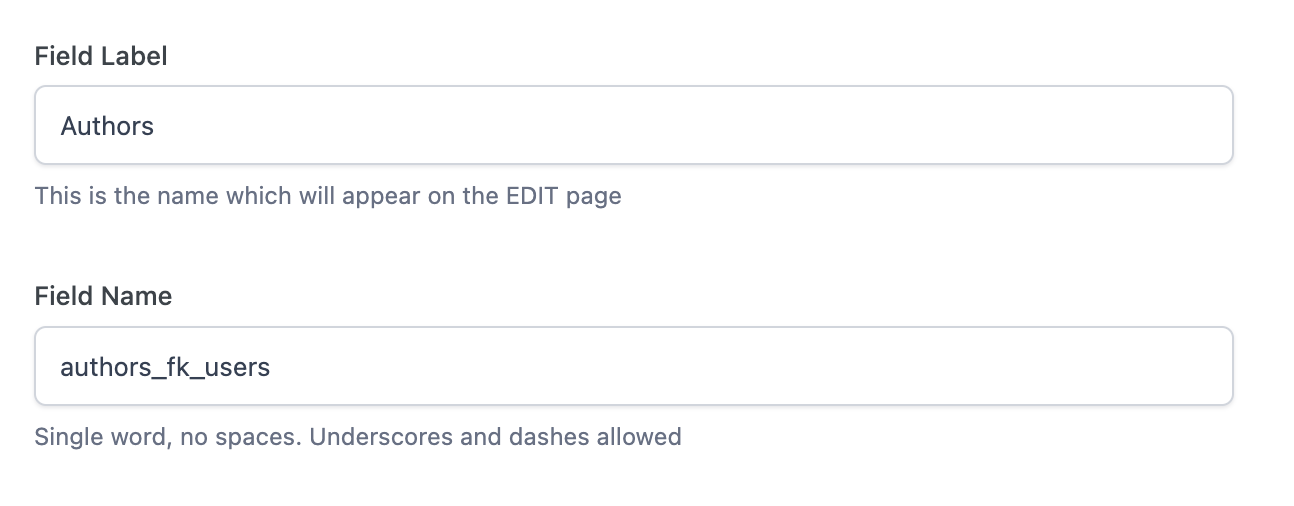 Field Label
Authors
This is the name which will appear on the EDIT page
Field Name
authors_fk_users
Single word, no spaces. Underscores and dashes allowed